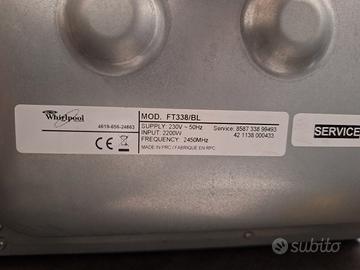 Whirlpool
4619-656-24663
MOD. FT338/BL
SUPPLY: 230V ~ 50Hz
INPUT: 2200W
FREQUENCY: 2450MHz
MADE IN PRC / FABRIQUÉ EN RPC
Service: 8587 338 99493
42 1138 000433
SERVICE
subito